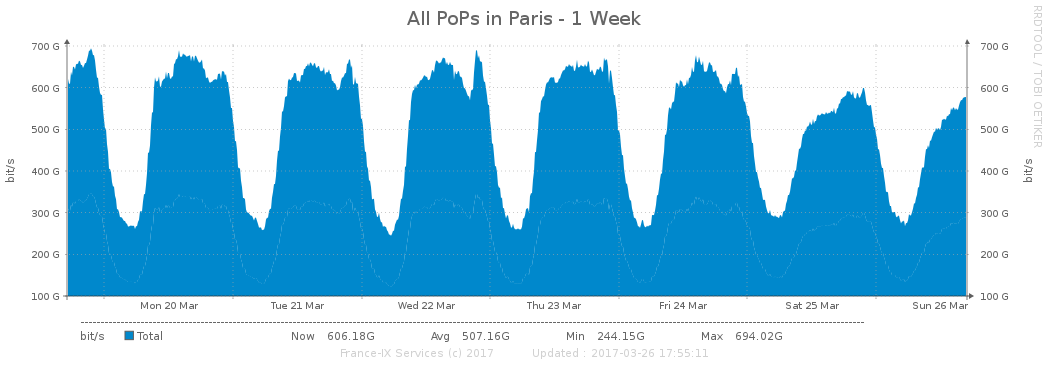 All PoPs in Paris - 1 Week
RRDTOOL / TOBI OETIKER
700 G 700 G
600 G 600 G
500 G 500 G
400 G 400 G
300 G 300 G
200 G 200 G
100 G 100 G
bit/s bit/s
Mon 20 Mar Tue 21 Mar Wed 22 Mar Thu 23 Mar Fri 24 Mar Sat 25 Mar Sun 26 Mar
bit/s Total Now 606.18G Avg 507.16G Min 244.15G Max 694.02G
France-IX Services (c) 2017 Updated : 2017-03-26 17:55:11